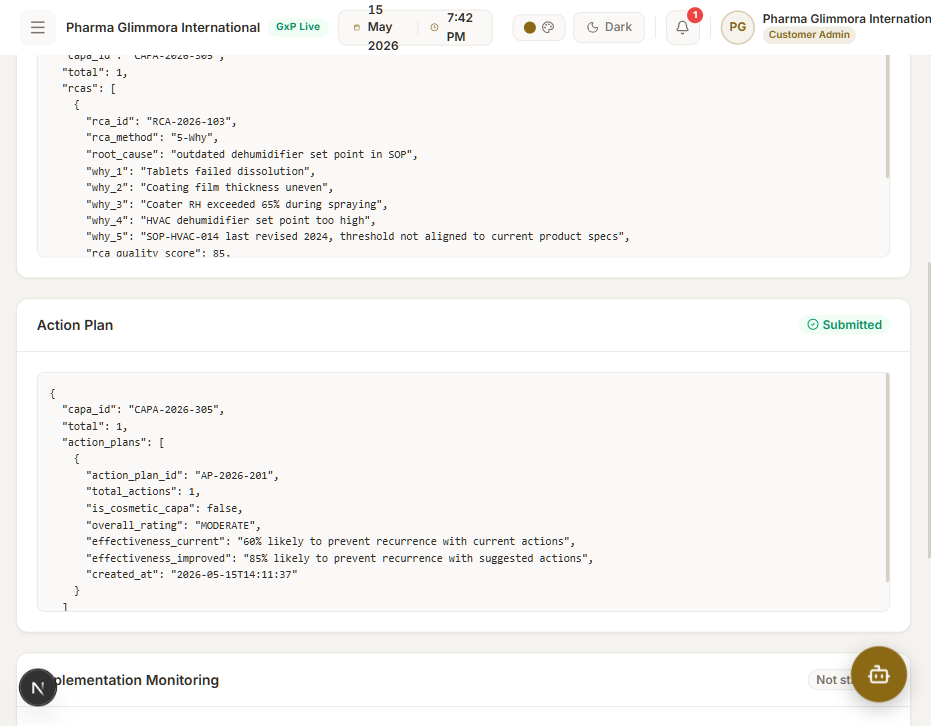 Pharma Glimmora International
GxP Live
15 May 2026
7:42 PM
Dark
1
PG
Pharma Glimmora Internation
Customer Admin
"capa_id": "CAPA-2026-305",
"total": 1,
"rcas": [
{
"rca_id": "RCA-2026-103",
"rca_method": "5-Why",
"root_cause": "outdated dehumidifier set point in SOP",
"why_1": "Tablets failed dissolution",
"why_2": "Coating film thickness uneven",
"why_3": "Coater RH exceeded 65% during spraying",
"why_4": "HVAC dehumidifier set point too high",
"why_5": "SOP-HVAC-014 last revised 2024, threshold not aligned to current product specs",
"rca_quality_score": 85,
Action Plan
Submitted
{
"capa_id": "CAPA-2026-305",
"total": 1,
"action_plans": [
{
"action_plan_id": "AP-2026-201",
"total_actions": 1,
"is_cosmetic_capa": false,
"overall_rating": "MODERATE",
"effectiveness_current": "60% likely to prevent recurrence with current actions",
"effectiveness_improved": "85% likely to prevent recurrence with suggested actions",
"created_at": "2026-05-15T14:11:37"
}
]
N
plementation Monitoring
Not st